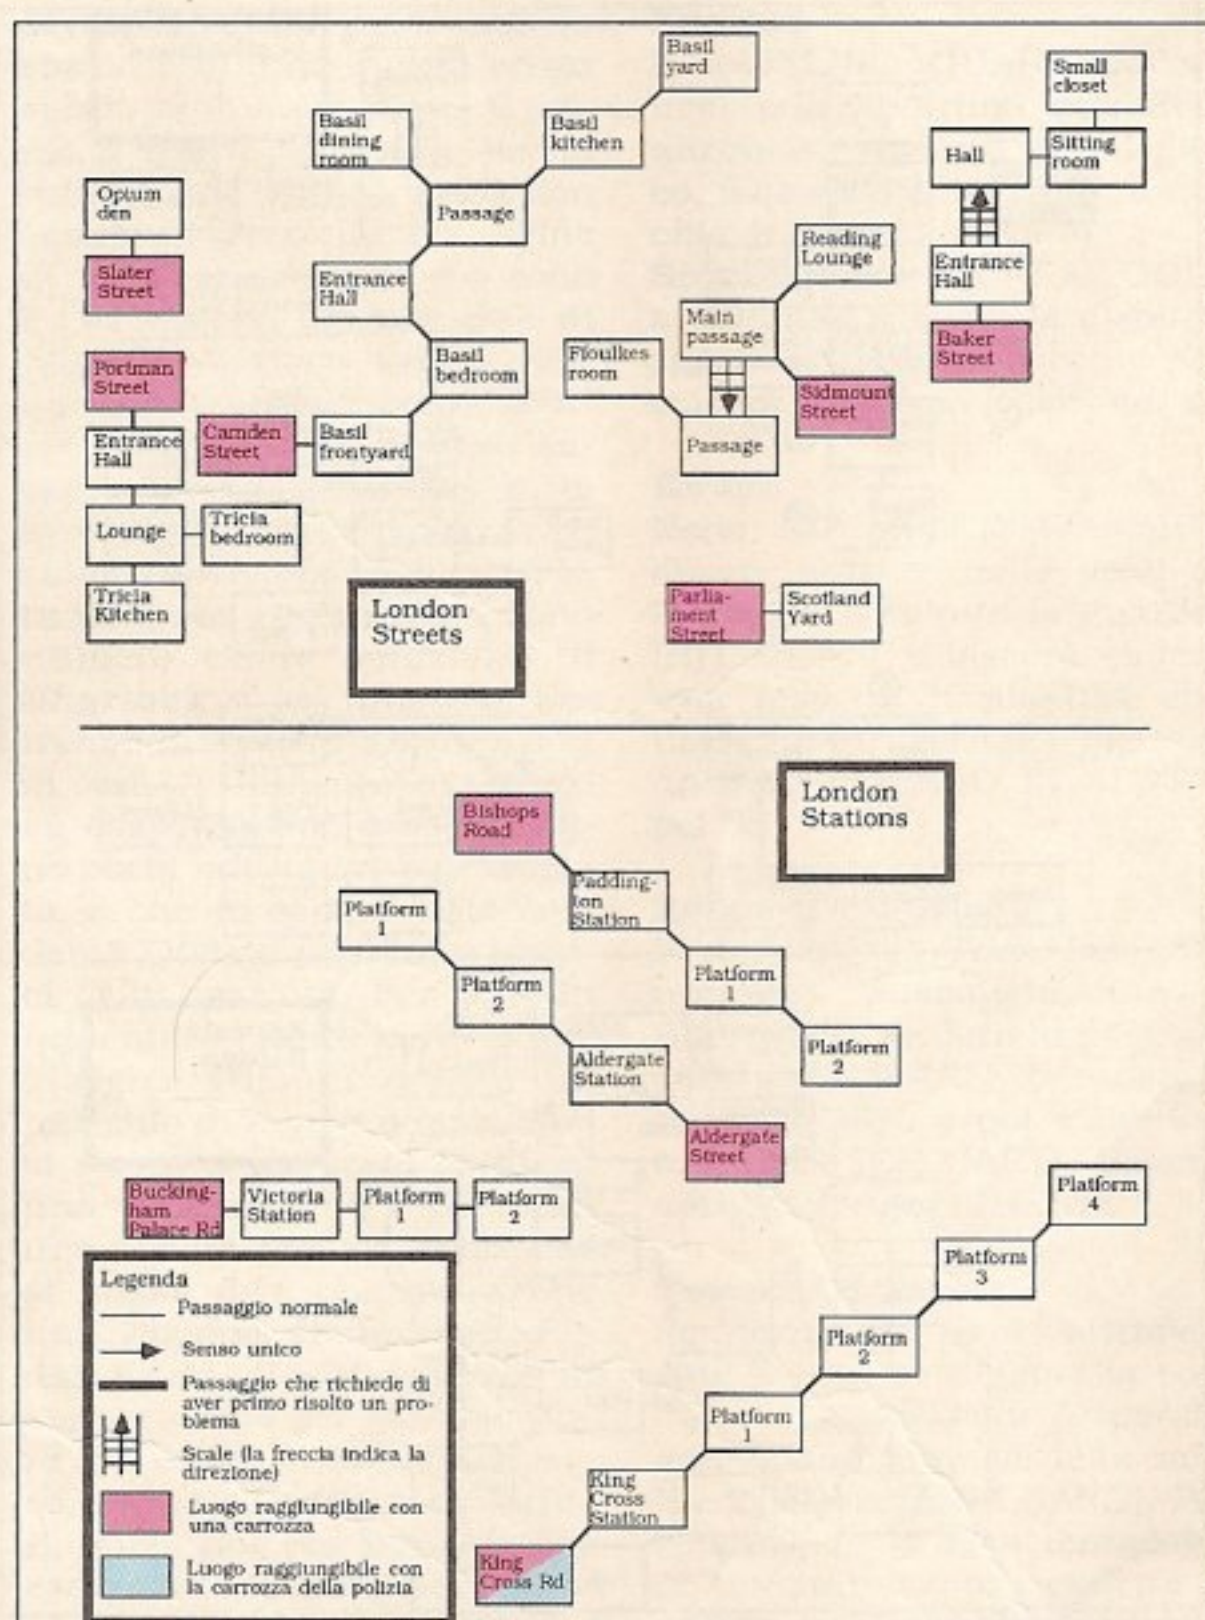 Basil
yard
Small
closet
Basil
dining
room
Basil
kitchen
Hall
Sitting
room
Opium
den
Passage
Reading
Lounge
Slater
Street
Entrance
Hall
Entrance
Hall
Main
passage
Portman
Street
Basil
bedroom
Ffoulkes
room
Baker
Street
Sidmount
Street
Entrance
Hall
Camden
Street
Basil
frontyard
Passage
Lounge
Tricia
bedroom
Tricia
Kitchen
London
Streets
Parlia-
ment
Street
Scotland
Yard
London
Stations
Bishops
Road
Padding-
ton
Station
Platform
1
Platform
2
Platform
1
Platform
2
Aldergate
Station
Aldergate
Street
Bucking-
ham
Palace Rd
Victoria
Station
Platform
1
Platform
2
Platform
4
Platform
3
Platform
2
Platform
1
King
Cross
Station
King
Cross Rd
Legenda
Passaggio normale
Senso unico
Passaggio che richiede di
aver primo risolto un pro-
blema
Scale (la freccia indica la
direzione)
Luogo raggiungibile con
una carrozza
Luogo raggiungibile con
la carrozza della polizia